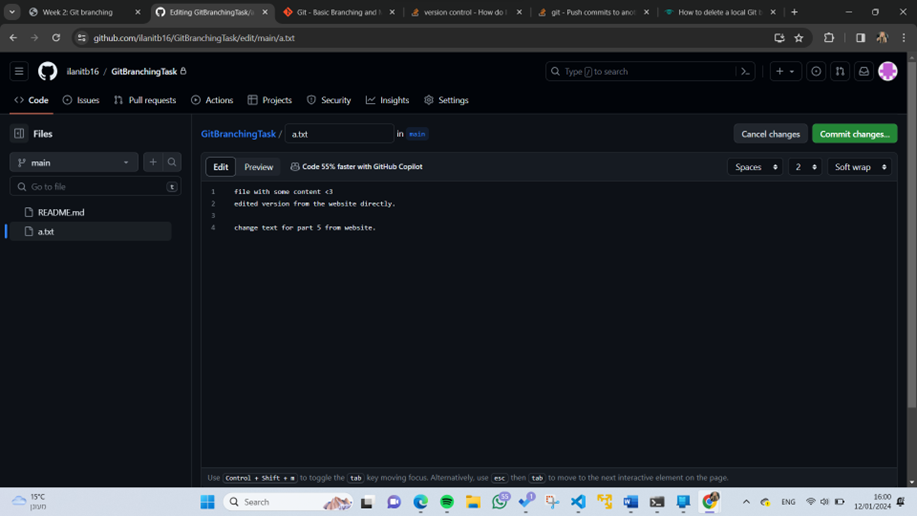 Week 2: Git branching
Editing GitBranchingTask/
Git - Basic Branching and
version control - How do I
git - Push commits to ano
How to delete a local Git b
github.com/ilanitb16/GitBranchingTask/edit/main/a.txt
ilanitb16 / GitBranchingTask
Type / to search
Code
Issues
Pull requests
Actions
Projects
Security
Insights
Settings
Files
GitBranchingTask / a.txt in main
Cancel changes
Commit changes...
main
Edit
Preview
Code 55% faster with GitHub Copilot
Spaces
2
Soft wrap
Go to file
t
README.md
a.txt
1 file with some content <3
2 edited version from the website directly.
3
4 change text for part 5 from website.
Use Control + Shift + m to toggle the tab key moving focus. Alternatively, use esc then tab to move to the next interactive element on the page.
15°C
מעונן
Search
55
1
ENG
16:00
12/01/2024